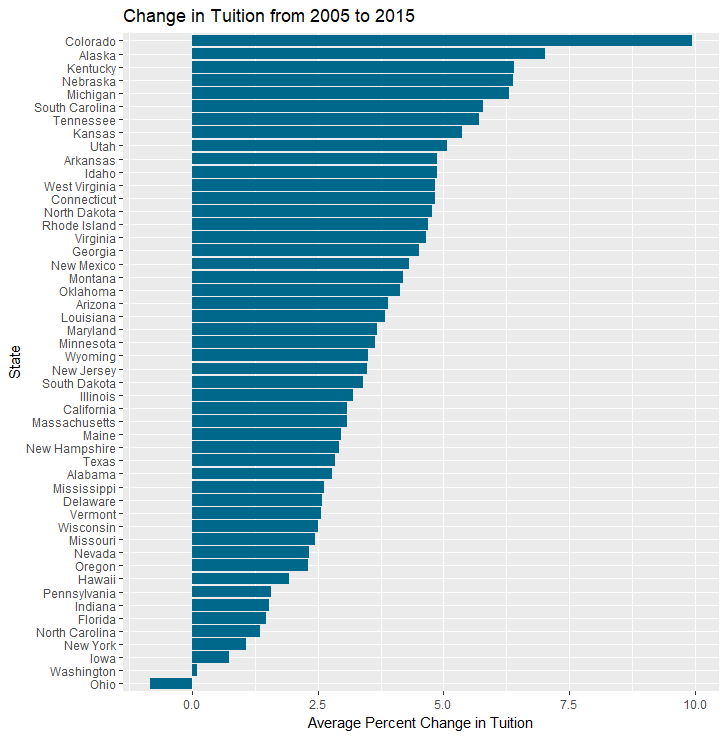 Change in Tuition from 2005 to 2015
State
Colorado
Alaska
Kentucky
Nebraska
Michigan
South Carolina
Tennessee
Kansas
Utah
Arkansas
Idaho
West Virginia
Connecticut
North Dakota
Rhode Island
Virginia
Georgia
New Mexico
Montana
Oklahoma
Arizona
Louisiana
Maryland
Minnesota
Wyoming
New Jersey
South Dakota
Illinois
California
Massachusetts
Maine
New Hampshire
Texas
Alabama
Mississippi
Delaware
Vermont
Wisconsin
Missouri
Nevada
Oregon
Hawaii
Pennsylvania
Indiana
Florida
North Carolina
New York
Iowa
Washington
Ohio
0.0 2.5 5.0 7.5 10.0
Average Percent Change in Tuition